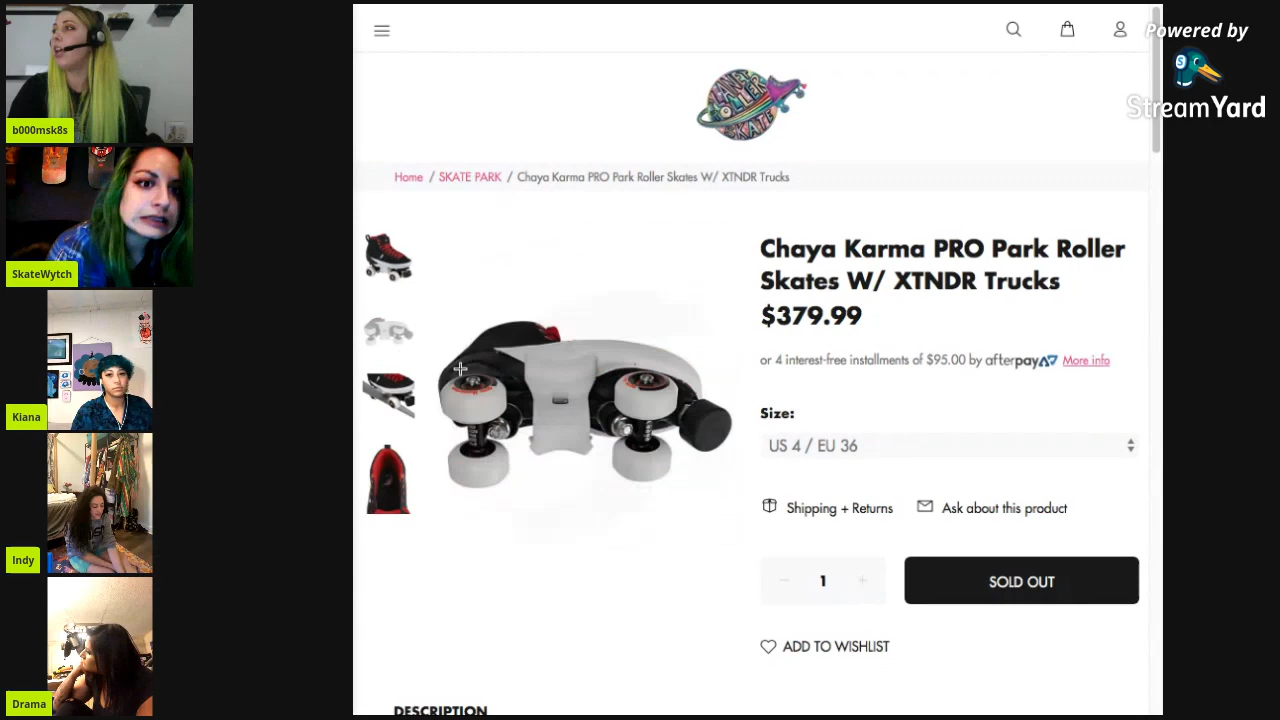 b000msk8s
SkateWytch
Kiana
Indy
Drama
PLANET
ROLLER
SKATE
Home / SKATE PARK / Chaya Karma PRO Park Roller Skates W/ XTNDR Trucks
Chaya Karma PRO Park Roller
Skates W/ XTNDR Trucks
$379.99
or 4 interest-free installments of $95.00 by afterpay More info
Size:
US 4 / EU 36
Shipping + Returns
Ask about this product
1
SOLD OUT
ADD TO WISHLIST
DESCRIPTION
Powered by
StreamYard